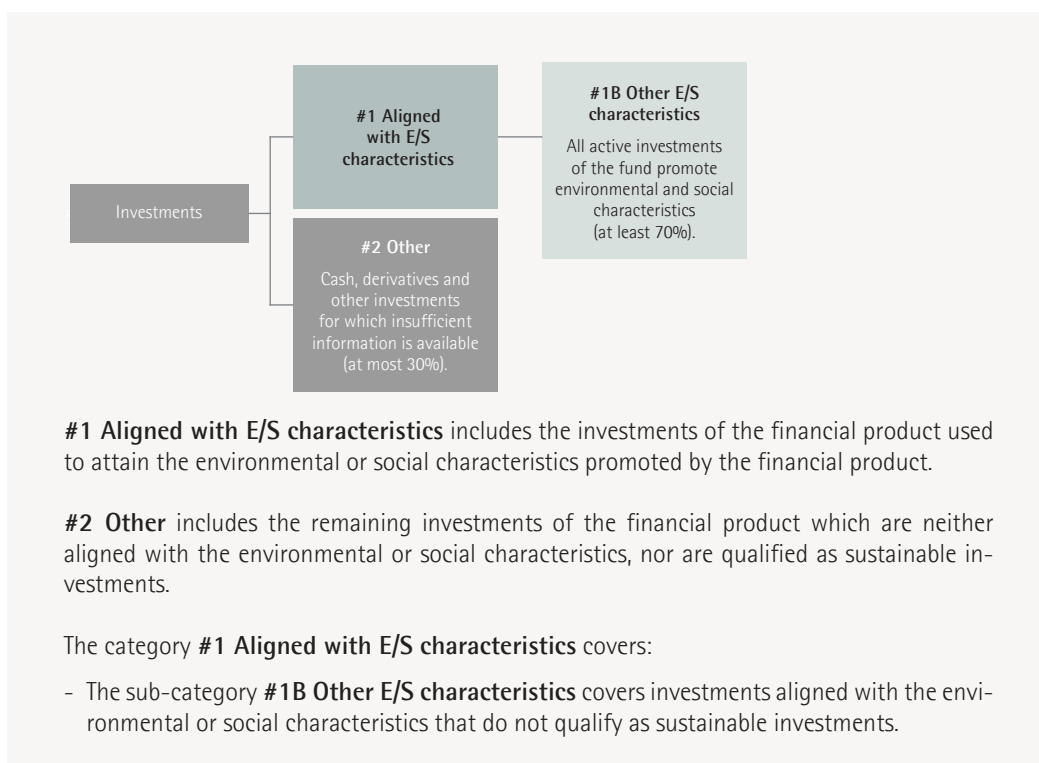 Investments
#1 Aligned
with E/S
characteristics
#1B Other E/S
characteristics
All active investments
of the fund promote
environmental and social
characteristics
(at least 70%).
#2 Other
Cash, derivatives and
other investments
for which insufficient
information is available
(at most 30%).
#1 Aligned with E/S characteristics includes the investments of the financial product used
to attain the environmental or social characteristics promoted by the financial product.
#2 Other includes the remaining investments of the financial product which are neither
aligned with the environmental or social characteristics, nor are qualified as sustainable in-
vestments.
The category #1 Aligned with E/S characteristics covers:
- The sub-category #1B Other E/S characteristics covers investments aligned with the envi-
ronmental or social characteristics that do not qualify as sustainable investments.